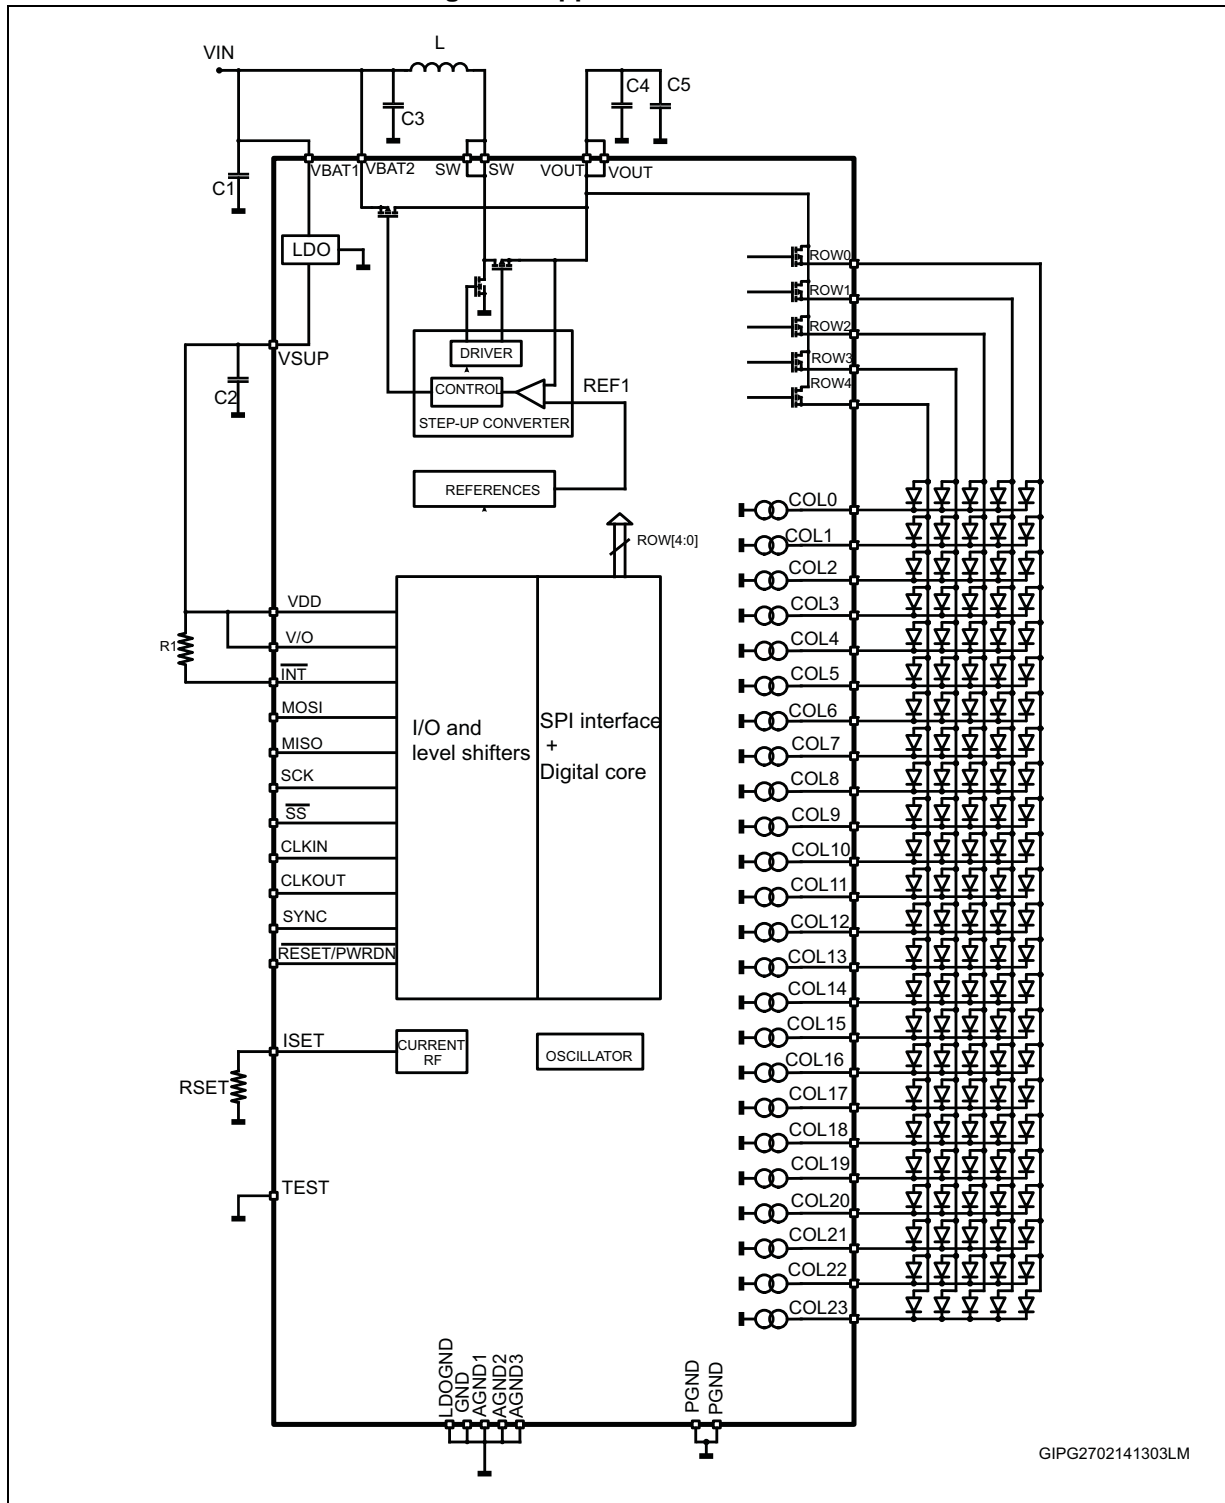 L
VIN
C4
C5
C3
VBAT1
VBAT2
SW
SW
VOUT
VOUT
C1
LDO
ROW0
ROW1
ROW2
ROW3
ROW4
VSUP
C2
DRIVER
CONTROL
REF1
STEP-UP CONVERTER
REFERENCES
ROW[4:0]
COL0
COL1
COL2
COL3
COL4
COL5
COL6
COL7
COL8
COL9
COL10
COL11
COL12
COL13
COL14
COL15
COL16
COL17
COL18
COL19
COL20
COL21
COL22
COL23
VDD
V/O
R1
INT
MOSI
MISO
SCK
SS
CLKIN
CLKOUT
SYNC
RESET/PWRDN
I/O and
level shifters
SPI interface
+
Digital core
ISET
RSET
CURRENT
RF
OSCILLATOR
TEST
LDOGND
GND
AGND1
AGND2
AGND3
PGND
PGND
GIPG2702141303LM